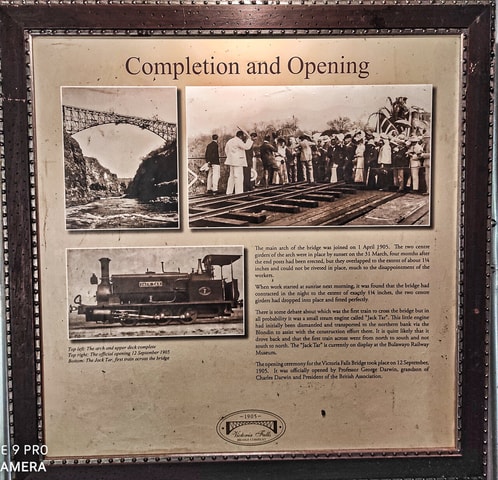 Completion and Opening
The main arch of the bridge was joined on 1 April 1905. The two centre
girders of the arch were in place by sunset on the 31 March, four months after
the end posts had been erected, but they overlapped to the extent of about 1¼
inches and could not be riveted in place, much to the disappointment of the
workers.
When work started at sunrise next morning, it was found that the bridge had
contracted in the night to the extent of exactly 1¼ inches, the two centre
girders had dropped into place and fitted perfectly.
There is some debate about which was the first train to cross the bridge but in
all probability it was a small steam engine called "Jack Tar". This little engine
had initially been dismantled and transported to the northern bank via the
Blondin to assist with the construction effort there. It is quite likely that it
drove back and that the first train across went from north to south and not
south to north. The "Jack Tar" is currently on display at the Bulawayo Railway
Museum.
The opening ceremony for the Victoria Falls Bridge took place on 12 September,
1905. It was officially opened by Professor George Darwin, grandson of
Charles Darwin and President of the British Association.
JACK TAR
Top left: The arch and upper deck complete
Top right: The official opening 12 September 1905
Bottom: The Jack Tar, first train across the bridge
1905
Victoria Falls
BRIDGE COMPANY
E 9 PRO
AMERA